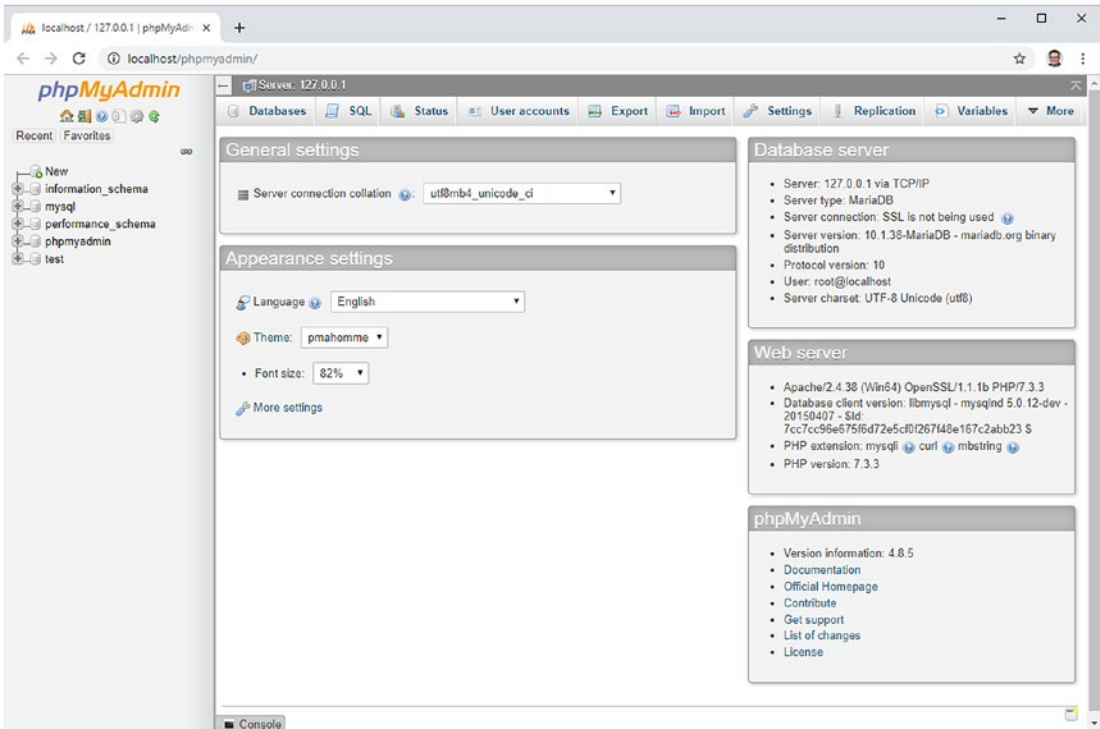 localhost / 127.0.0.1 | phpMyAdm
localhost/phpmyadmin/
phpMyAdmin
Recent Favorites
New
information_schema
mysql
performance_schema
phpmyadmin
test
Server: 127.0.0.1
Databases SQL Status User accounts Export Import Settings Replication Variables More
General settings
Server connection collation : utf8mb4_unicode_ci
Appearance settings
Language English
Theme: pmahomme
Font size: 82%
More settings
Database server
Server: 127.0.0.1 via TCP/IP
Server type: MariaDB
Server connection: SSL is not being used
Server version: 10.1.38-MariaDB - mariadb.org binary
distribution
Protocol version: 10
User: root@localhost
Server charset: UTF-8 Unicode (utf8)
Web server
Apache/2.4.38 (Win64) OpenSSL/1.1.1b PHP/7.3.3
Database client version: libmysql - mysqlnd 5.0.12-dev -
20150407 - $Id:
7cc7cc96e675f6d72e5cf0f267f48e167c2abb23 $
PHP extension: mysqli curl mbstring
PHP version: 7.3.3
phpMyAdmin
Version information: 4.8.5
Documentation
Official Homepage
Contribute
Get support
List of changes
License
Console